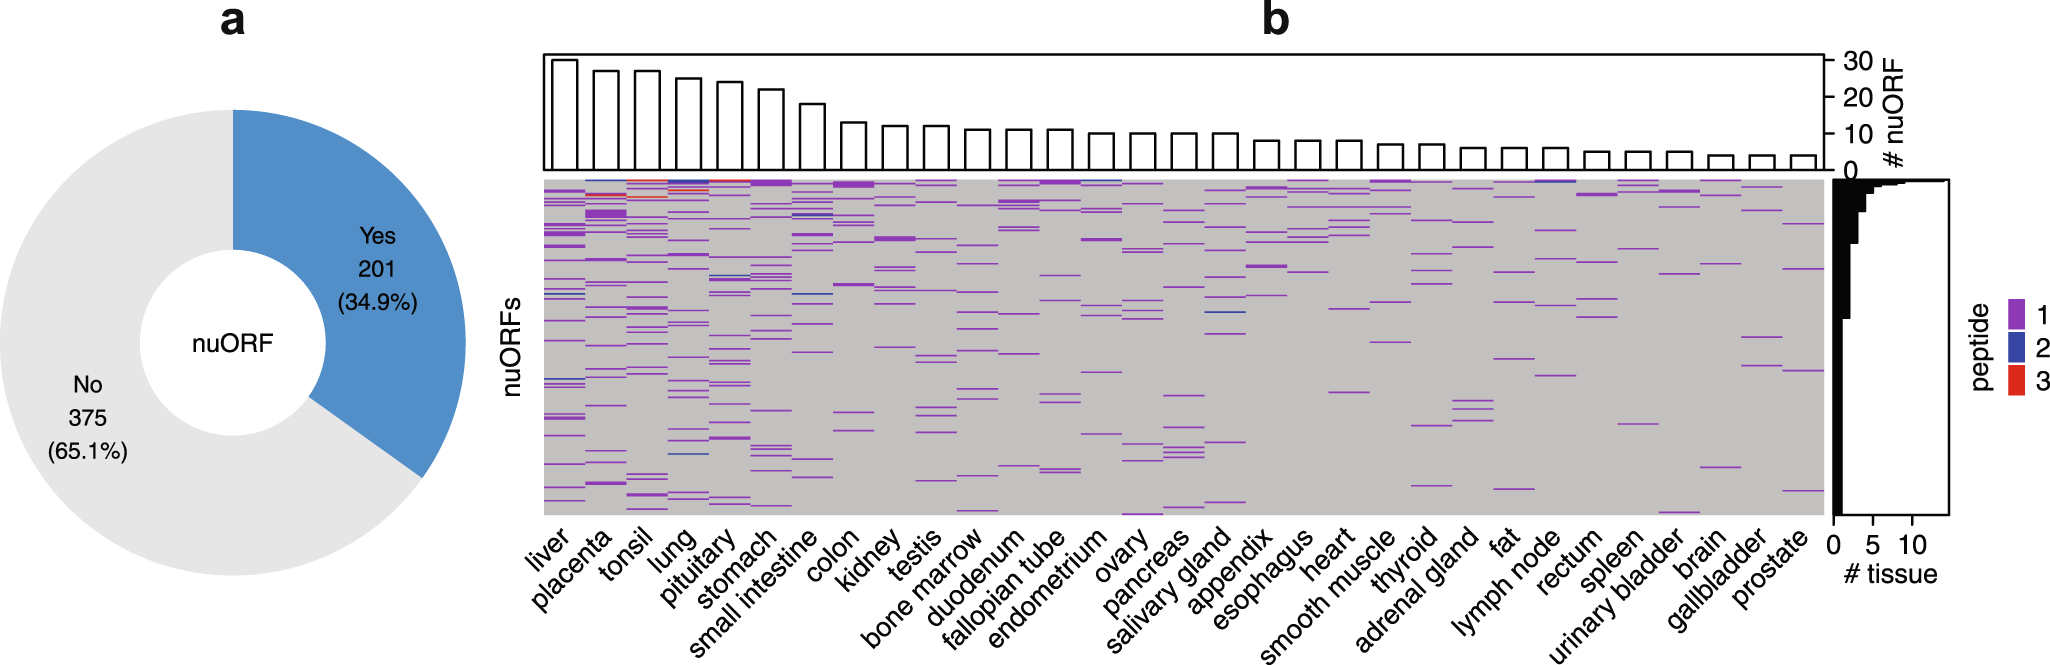 a
Yes
201
(34.9%)
nuORF
No
375
(65.1%)
b
30
20
10
0
# nuORF
nuORFs
liver
placenta
tonsil
lung
pituitary
stomach
small intestine
colon
kidney
testis
bone marrow
duodenum
fallopian tube
endometrium
ovary
pancreas
salivary gland
appendix
esophagus
heart
smooth muscle
thyroid
adrenal gland
fat
lymph node
rectum
spleen
urinary bladder
brain
gallbladder
prostate
0 5 10
# tissue
peptide
1
2
3